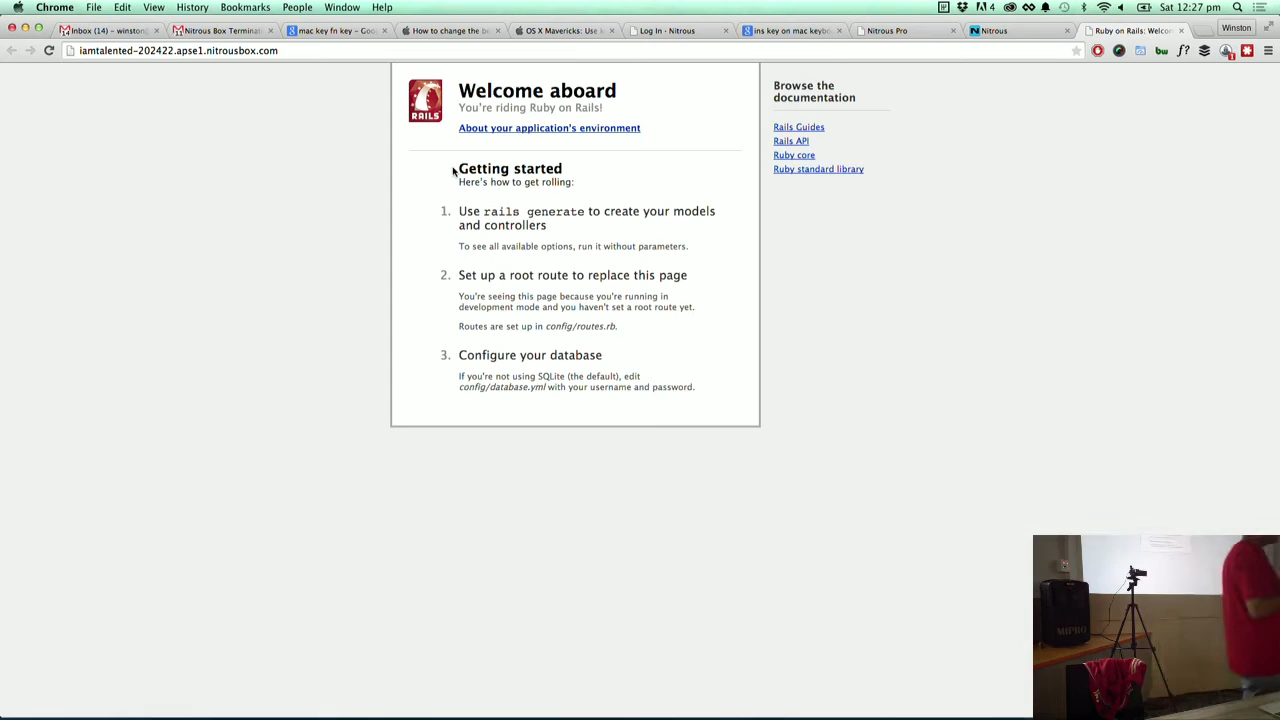 Chrome File Edit View History Bookmarks People Window Help
4
Sat 12:27 pm
Inbox (14) – winston@
Nitrous Box Termina
mac key fn key – Goo
How to change the be
OS X Mavericks: Use k
Log In · Nitrous
ins key on mac keybo
Nitrous Pro
Nitrous
Ruby on Rails: Welco
Winston
iamtalented-202422.apse1.nitrousbox.com
RAILS
Welcome aboard
You're riding Ruby on Rails!
About your application's environment
Getting started
Here's how to get rolling:
1. Use rails generate to create your models
and controllers
To see all available options, run it without parameters.
2. Set up a root route to replace this page
You're seeing this page because you're running in
development mode and you haven't set a root route yet.
Routes are set up in config/routes.rb.
3. Configure your database
If you're not using SQLite (the default), edit
config/database.yml with your username and password.
Browse the
documentation
Rails Guides
Rails API
Ruby core
Ruby standard library
MIPRO